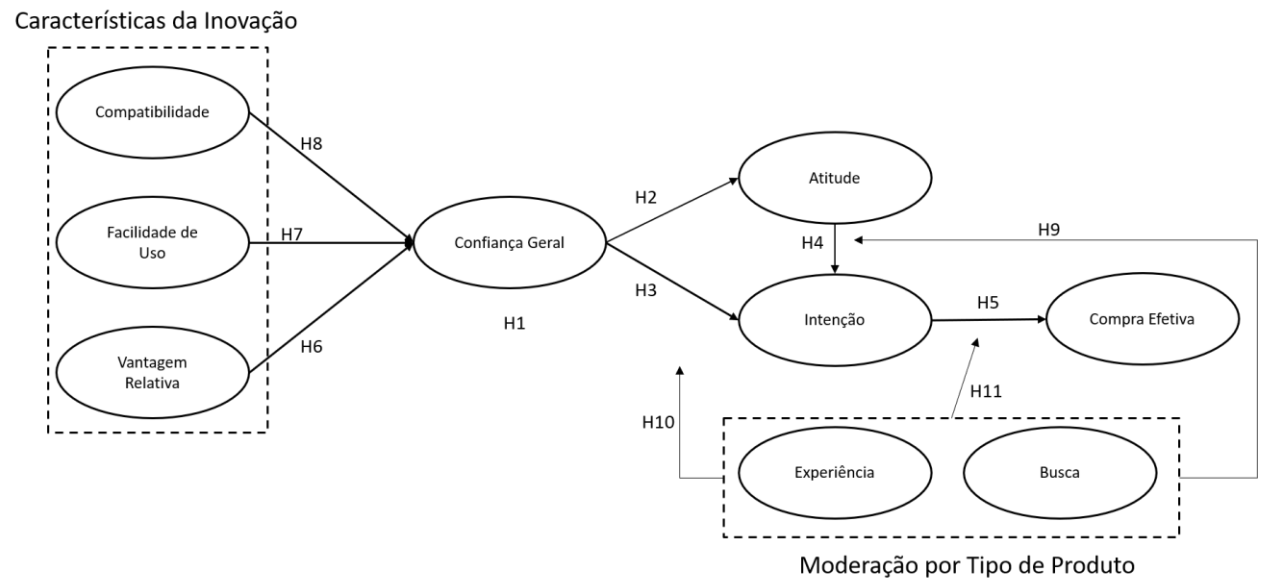 Características da Inovação
Compatibilidade
H8
Facilidade de
Uso
H7
Vantagem
Relativa
H6
Confiança Geral
H1
H2
H3
Atitude
H4
H9
Intenção
H5
Compra Efetiva
H10
H11
Experiência
Busca
Moderação por Tipo de Produto